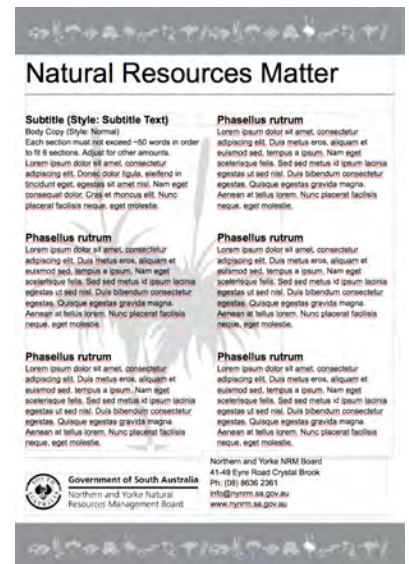 Natural Resources Matter
Subtitle (Style: Subtitle Text)
Body Copy (Style: Normal)
Each section must not exceed ~50 words in order
to fit 6 sections. Adjust for other amounts.
Lorem ipsum dolor sit amet, consectetur
adipiscing elit. Donec dolor ligula, eleifend in
tincidunt eget, egestas sit amet nisl. Nam eget
consequat dolor. Cras et rhoncus elit. Nunc
placerat facilisis neque, eget molestie.
Phasellus rutrum
Lorem ipsum dolor sit amet, consectetur
adipiscing elit. Duis metus eros, aliquam et
euismod sed, tempus a ipsum. Nam eget
scelerisque felis. Sed sed metus id ipsum lacinia
egestas ut sed nisl. Duis bibendum consectetur
egestas. Quisque egestas gravida magna.
Aenean at tellus lorem. Nunc placerat facilisis
neque, eget molestie.
Phasellus rutrum
Lorem ipsum dolor sit amet, consectetur
adipiscing elit. Duis metus eros, aliquam et
euismod sed, tempus a ipsum. Nam eget
scelerisque felis. Sed sed metus id ipsum lacinia
egestas ut sed nisl. Duis bibendum consectetur
egestas. Quisque egestas gravida magna.
Aenean at tellus lorem. Nunc placerat facilisis
neque, eget molestie.
Phasellus rutrum
Lorem ipsum dolor sit amet, consectetur
adipiscing elit. Duis metus eros, aliquam et
euismod sed, tempus a ipsum. Nam eget
scelerisque felis. Sed sed metus id ipsum lacinia
egestas ut sed nisl. Duis bibendum consectetur
egestas. Quisque egestas gravida magna.
Aenean at tellus lorem. Nunc placerat facilisis
neque, eget molestie.
Phasellus rutrum
Lorem ipsum dolor sit amet, consectetur
adipiscing elit. Duis metus eros, aliquam et
euismod sed, tempus a ipsum. Nam eget
scelerisque felis. Sed sed metus id ipsum lacinia
egestas ut sed nisl. Duis bibendum consectetur
egestas. Quisque egestas gravida magna.
Aenean at tellus lorem. Nunc placerat facilisis
neque, eget molestie.
Phasellus rutrum
Lorem ipsum dolor sit amet, consectetur
adipiscing elit. Duis metus eros, aliquam et
euismod sed, tempus a ipsum. Nam eget
scelerisque felis. Sed sed metus id ipsum lacinia
egestas ut sed nisl. Duis bibendum consectetur
egestas. Quisque egestas gravida magna.
Aenean at tellus lorem. Nunc placerat facilisis
neque, eget molestie.
Government of South Australia
Northern and Yorke Natural
Resources Management Board
Northern and Yorke NRM Board
41-49 Eyre Road Crystal Brook
Ph: (08) 8636 2361
info@nynrm.sa.gov.au
www.nynrm.sa.gov.au